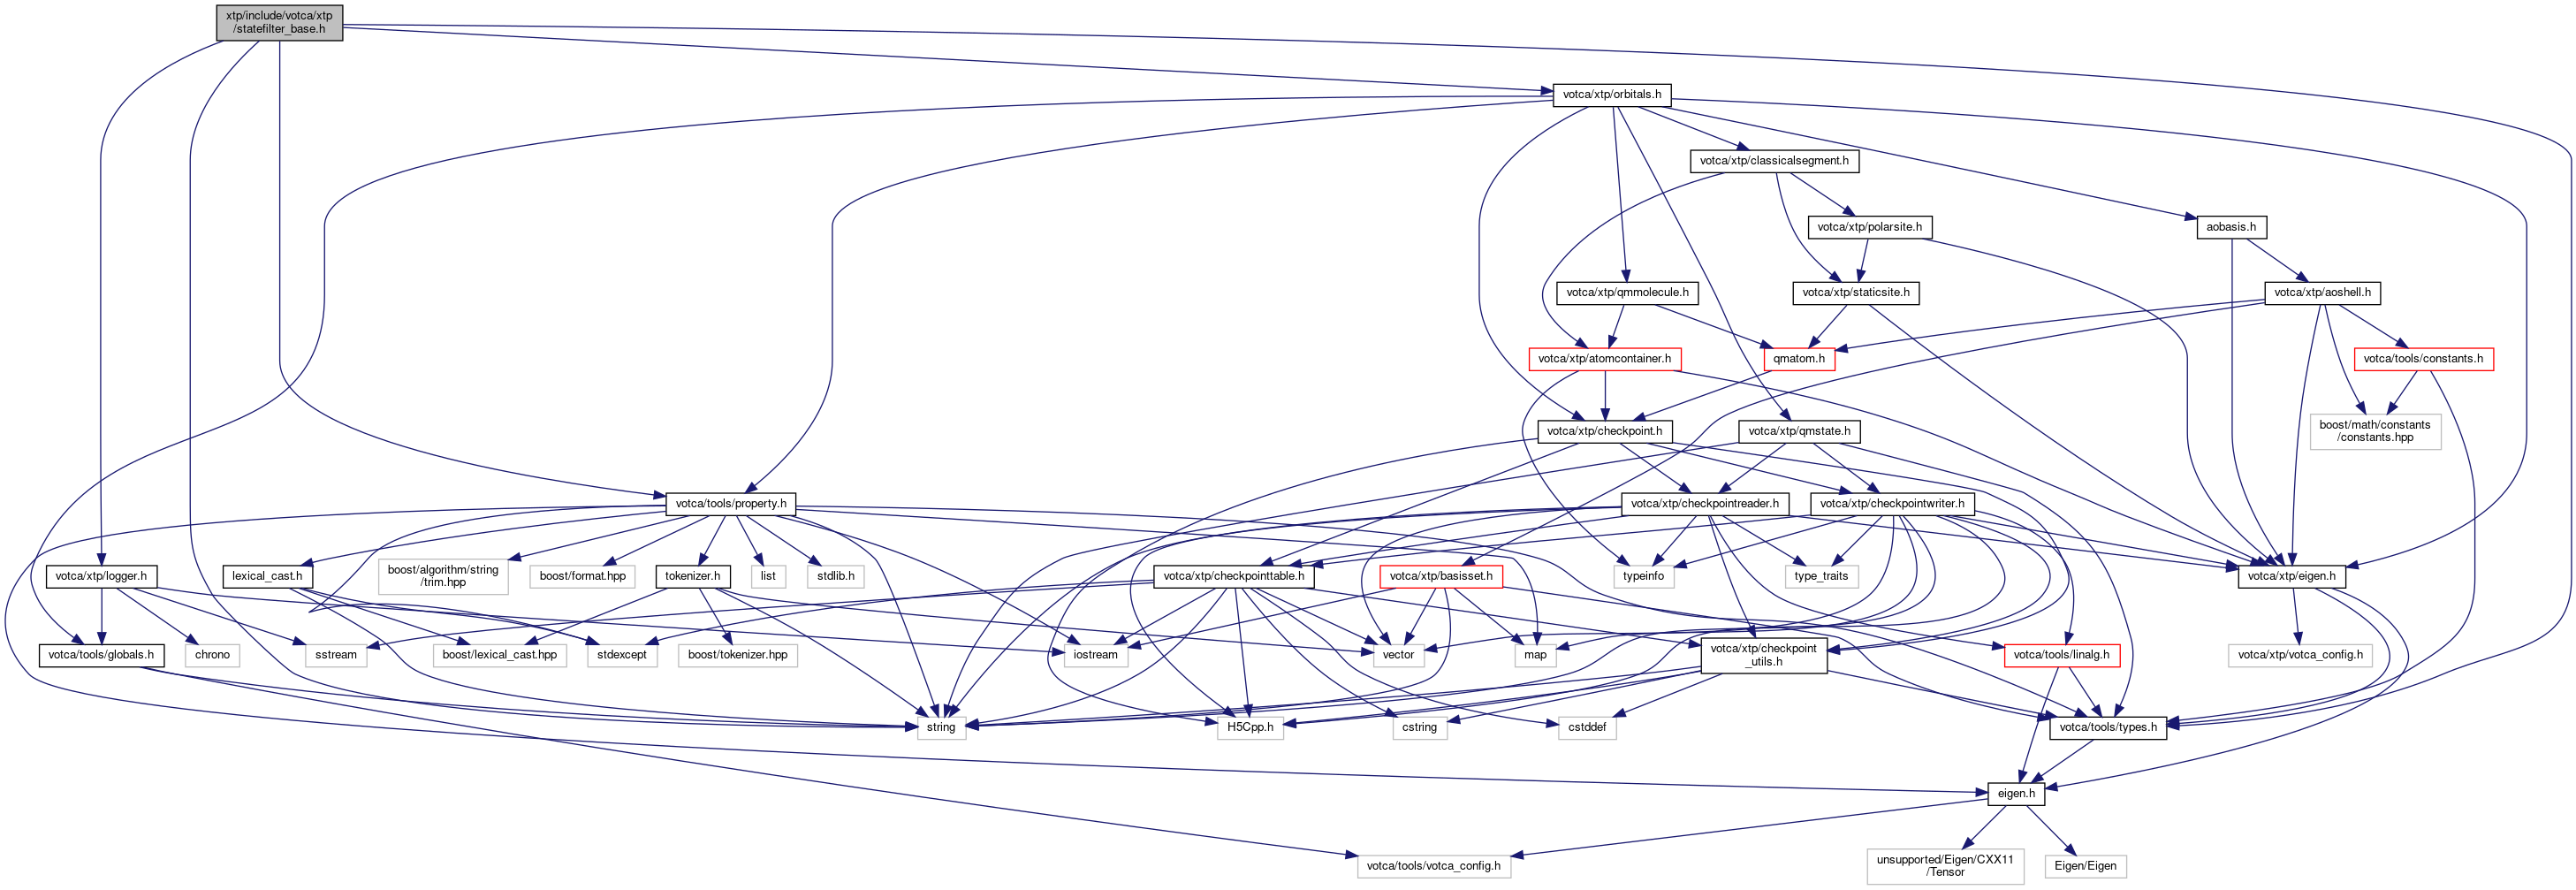 xtp/include/votca/xtp
/statefilter_base.h
votca/xtp/orbitals.h
votca/xtp/classicalsegment.h
votca/xtp/polarsite.h
aobasis.h
votca/xtp/qmmolecule.h
votca/xtp/staticsite.h
votca/xtp/aoshell.h
votca/xtp/atomcontainer.h
qmatom.h
votca/tools/constants.h
votca/xtp/checkpoint.h
votca/xtp/qmstate.h
boost/math/constants
/constants.hpp
votca/tools/property.h
votca/xtp/checkpointreader.h
votca/xtp/checkpointwriter.h
votca/xtp/logger.h
lexical_cast.h
boost/algorithm/string
/trim.hpp
boost/format.hpp
tokenizer.h
list
stdlib.h
votca/xtp/checkpointtable.h
votca/xtp/basisset.h
typeinfo
type_traits
votca/xtp/eigen.h
votca/tools/globals.h
chrono
sstream
boost/lexical_cast.hpp
stdexcept
boost/tokenizer.hpp
iostream
vector
map
votca/xtp/checkpoint
_utils.h
votca/tools/linalg.h
votca/xtp/votca_config.h
string
H5Cpp.h
cstring
cstddef
votca/tools/types.h
eigen.h
votca/tools/votca_config.h
unsupported/Eigen/CXX11
/Tensor
Eigen/Eigen